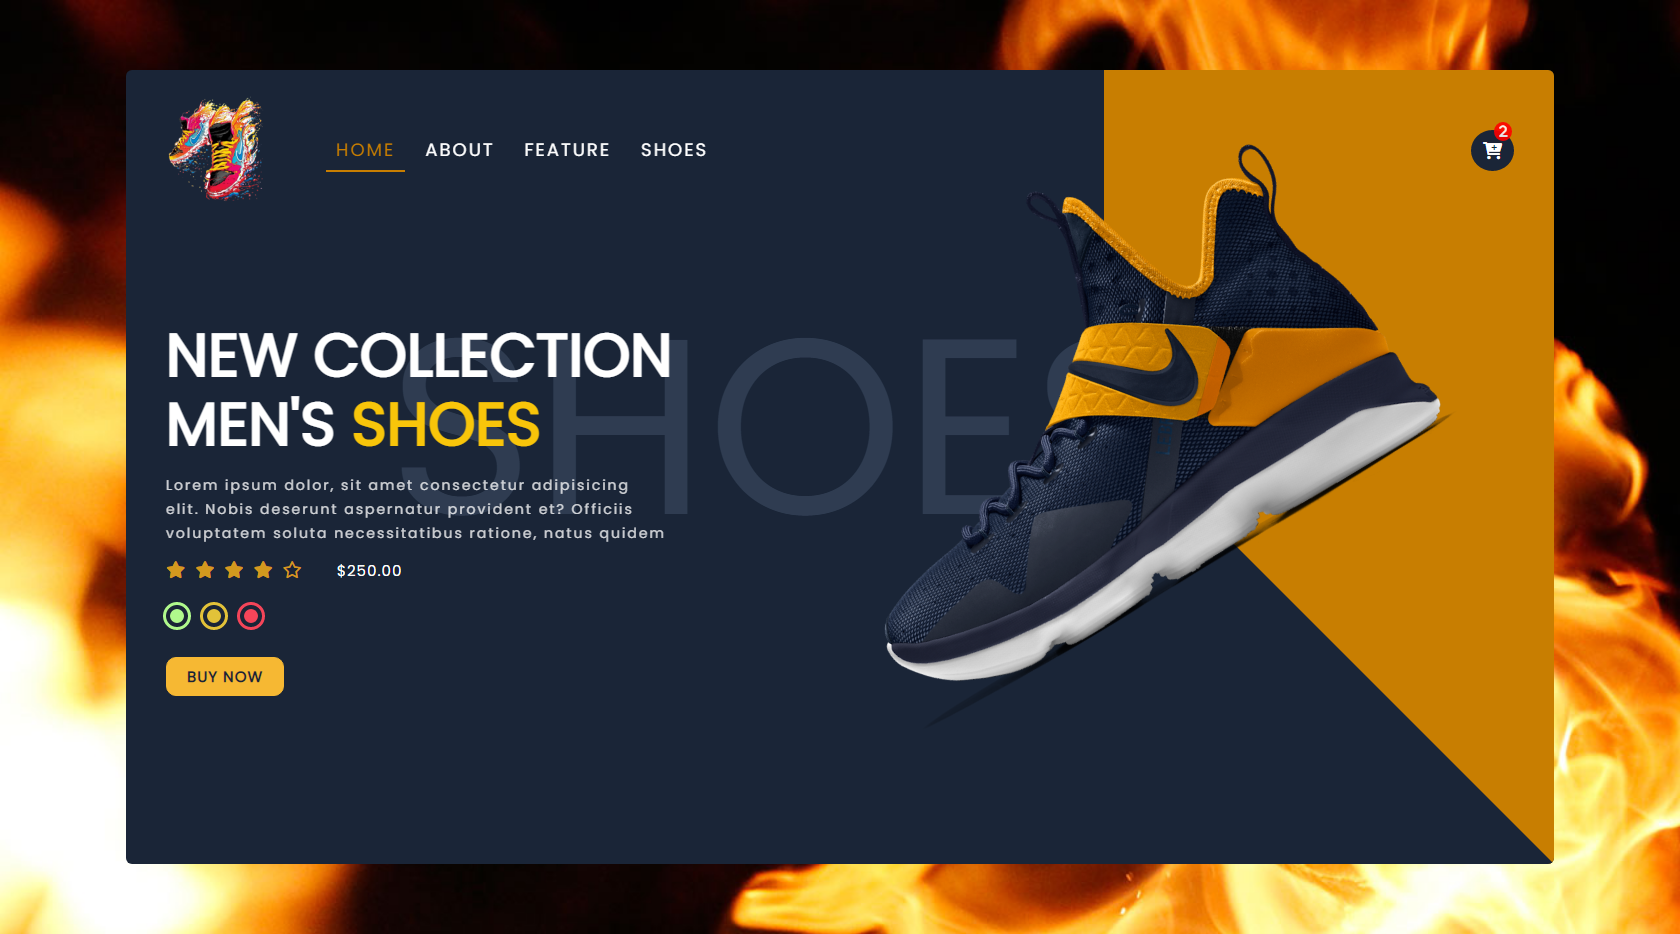 HOME ABOUT FEATURE SHOES
2
SHOES
NEW COLLECTION
MEN'S SHOES
Lorem ipsum dolor, sit amet consectetur adipisicing
elit. Nobis deserunt aspernatur provident et? Officiis
voluptatem soluta necessitatibus ratione, natus quidem
$250.00
BUY NOW